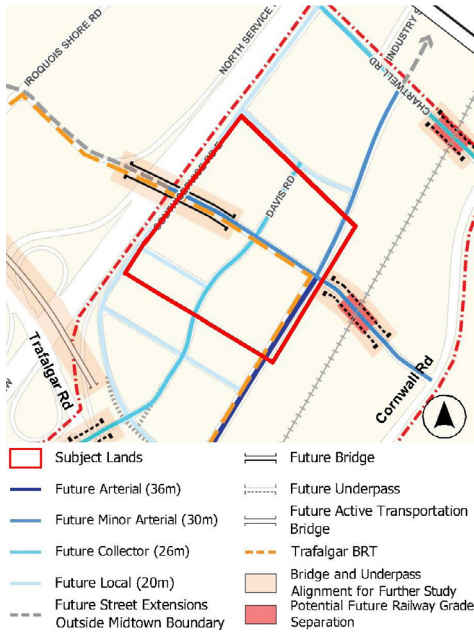 IROQUOIS SHORE RD
NORTH SERVICE
INDUSTRY S
CHARTWELL RD
DAVIS RD
Trafalgar Rd
Cornwall Rd
Subject Lands
Future Arterial (36m)
Future Minor Arterial (30m)
Future Collector (26m)
Future Local (20m)
Future Street Extensions
Outside Midtown Boundary
Future Bridge
Future Underpass
Future Active Transportation
Bridge
Trafalgar BRT
Bridge and Underpass
Alignment for Further Study
Potential Future Railway Grade
Separation